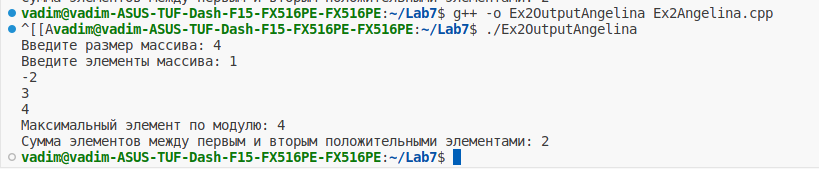 Сумма элементов между первым и вторым положительными элементами: 2
vadim@vadim-ASUS-TUF-Dash-F15-FX516PE-FX516PE:~/Lab7$ g++ -o Ex2OutputAngelina Ex2Angelina.cpp
^[[Avadim@vadim-ASUS-TUF-Dash-F15-FX516PE-FX516PE:~/Lab7$ ./Ex2OutputAngelina
Введите размер массива: 4
Введите элементы массива: 1
-2
3
4
Максимальный элемент по модулю: 4
Сумма элементов между первым и вторым положительными элементами: 2
vadim@vadim-ASUS-TUF-Dash-F15-FX516PE-FX516PE:~/Lab7$